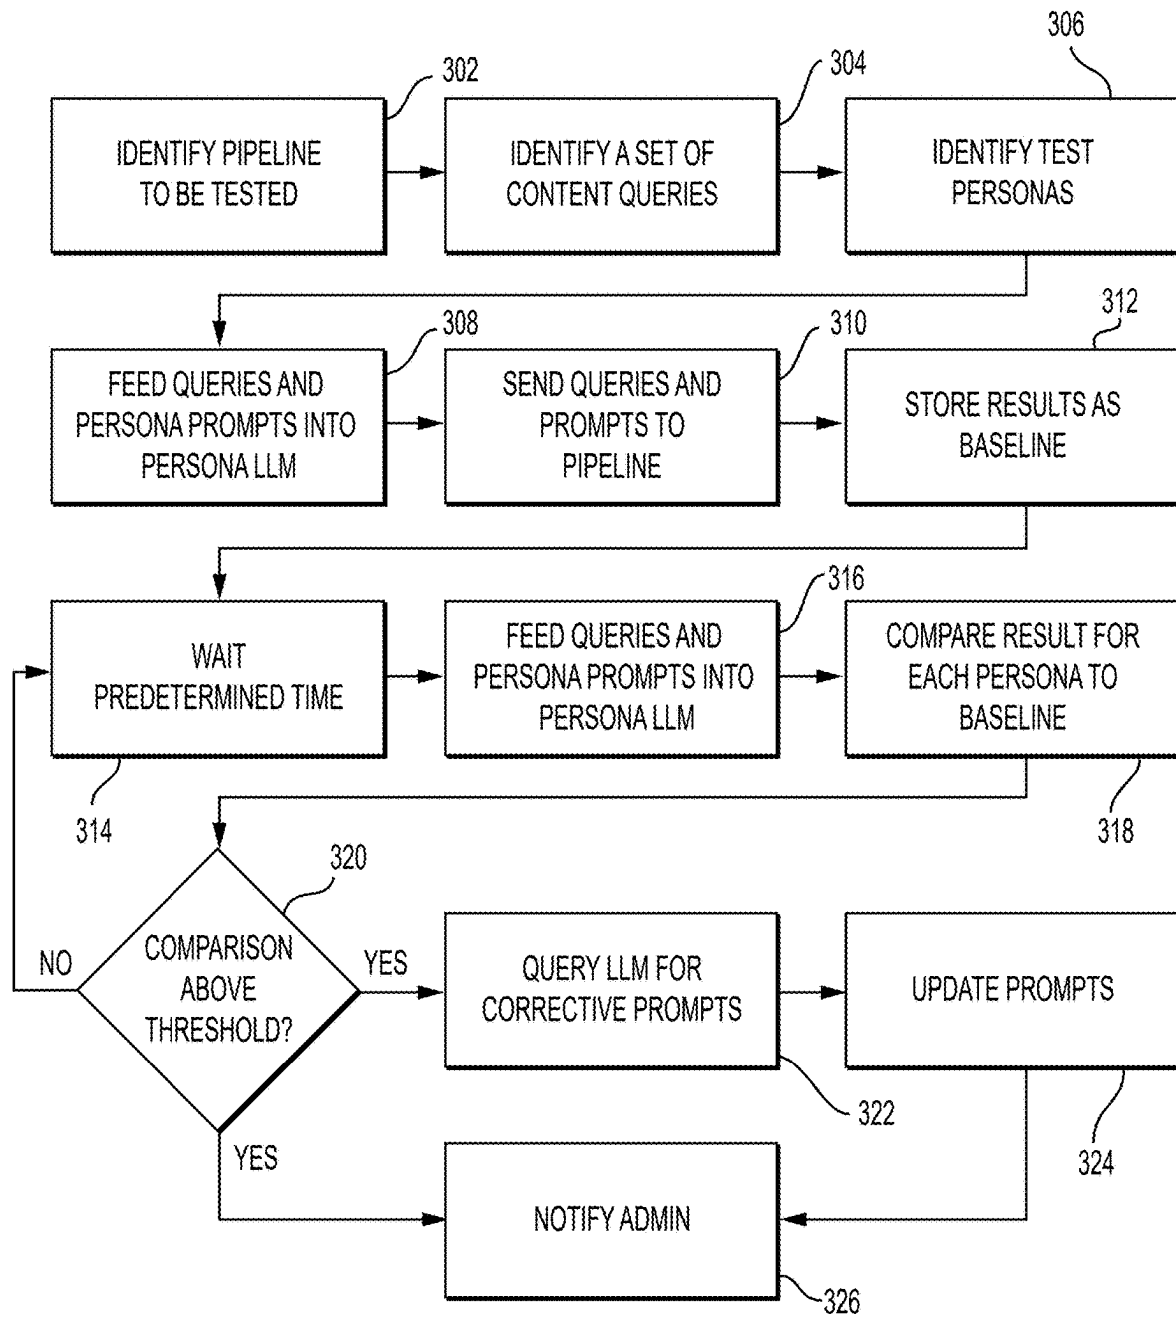 302
304
306
IDENTIFY PIPELINE
TO BE TESTED
IDENTIFY A SET OF
CONTENT QUERIES
IDENTIFY TEST
PERSONAS
308
310
312
FEED QUERIES AND
PERSONA PROMPTS INTO
PERSONA LLM
SEND QUERIES AND
PROMPTS TO
PIPELINE
STORE RESULTS AS
BASELINE
316
WAIT
PREDETERMINED TIME
FEED QUERIES AND
PERSONA PROMPTS INTO
PERSONA LLM
COMPARE RESULT FOR
EACH PERSONA TO
BASELINE
314
318
320
NO
COMPARISON
ABOVE
THRESHOLD?
YES
QUERY LLM FOR
CORRECTIVE PROMPTS
UPDATE PROMPTS
322
324
YES
NOTIFY ADMIN
326